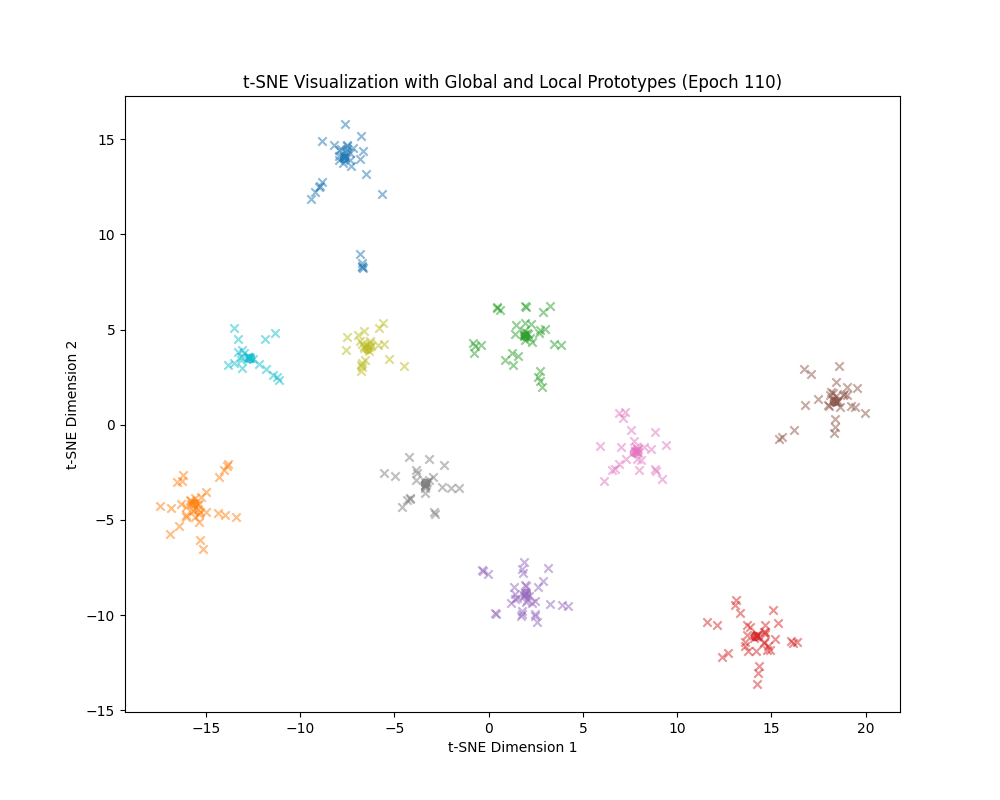 t-SNE Visualization with Global and Local Prototypes (Epoch 110)
t-SNE Dimension 2
15
10
5
0
−5
−10
−15
−15 −10 −5 0 5 10 15 20
t-SNE Dimension 1